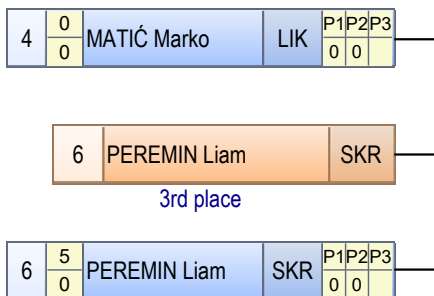 0 P1 P2 P3
4 MATIĆ Marko LIK
0 0 0
6 PEREMIN Liam SKR
3rd place
5 P1 P2 P3
6 PEREMIN Liam SKR
0 0 0